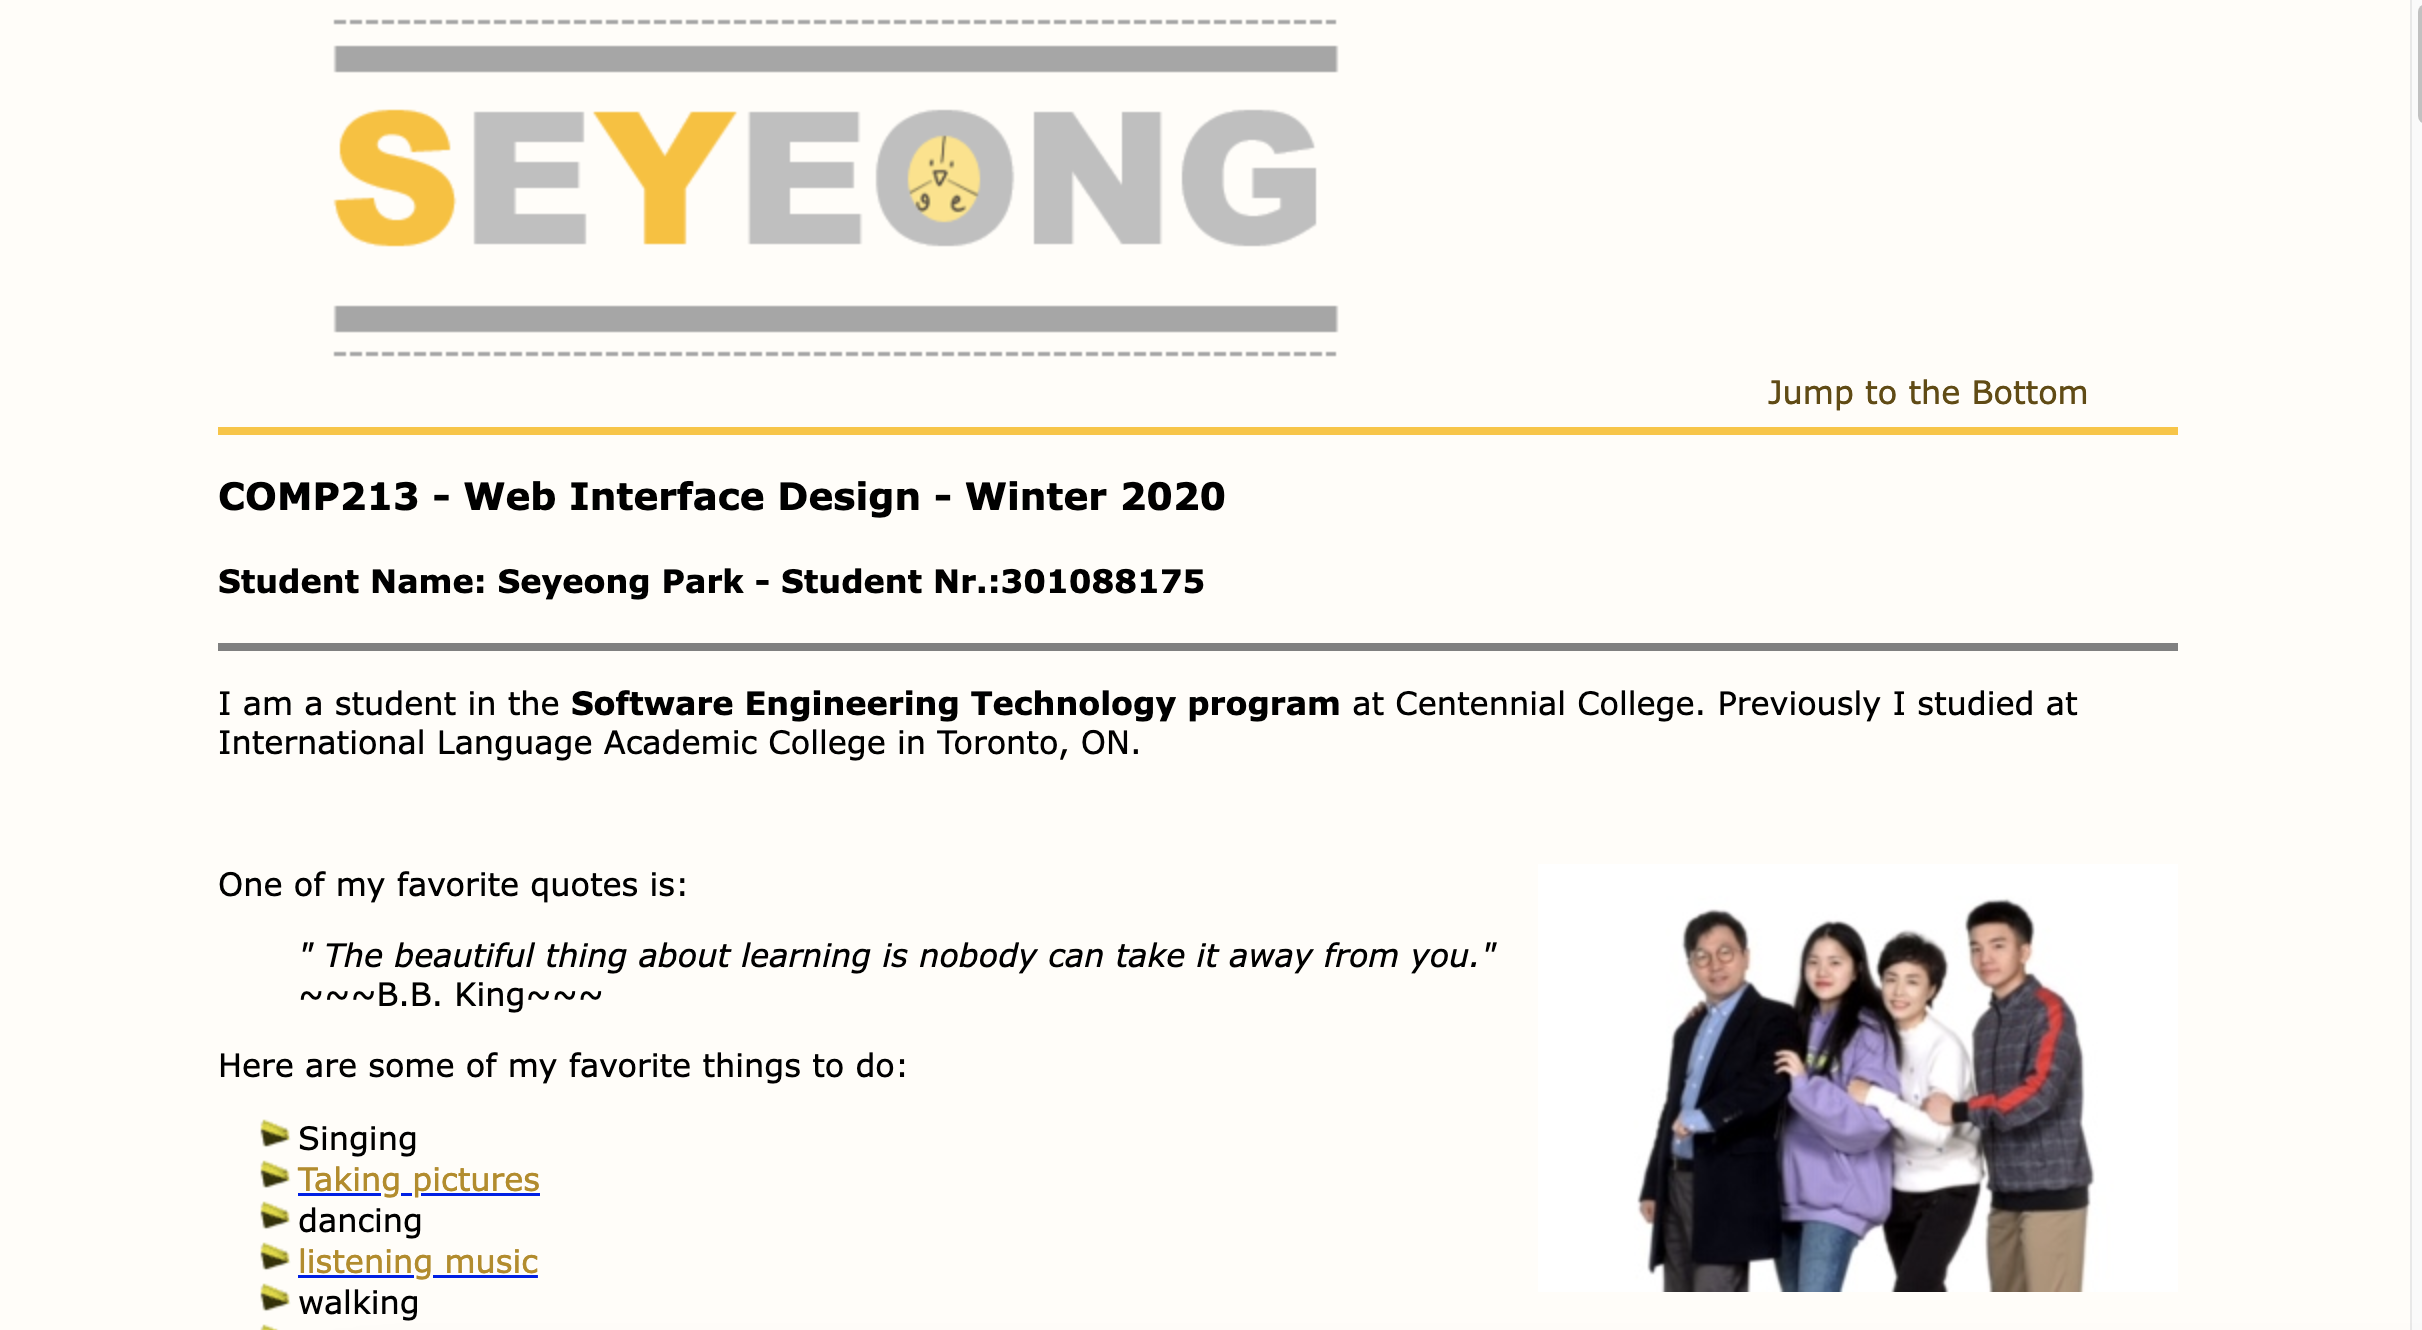 SEYEONG
Jump to the Bottom
COMP213 - Web Interface Design - Winter 2020
Student Name: Seyeong Park - Student Nr.:301088175
I am a student in the Software Engineering Technology program at Centennial College. Previously I studied at
International Language Academic College in Toronto, ON.
One of my favorite quotes is:
" The beautiful thing about learning is nobody can take it away from you."
~~~B.B. King~~~
Here are some of my favorite things to do:
Singing
Taking pictures
dancing
listening music
walking